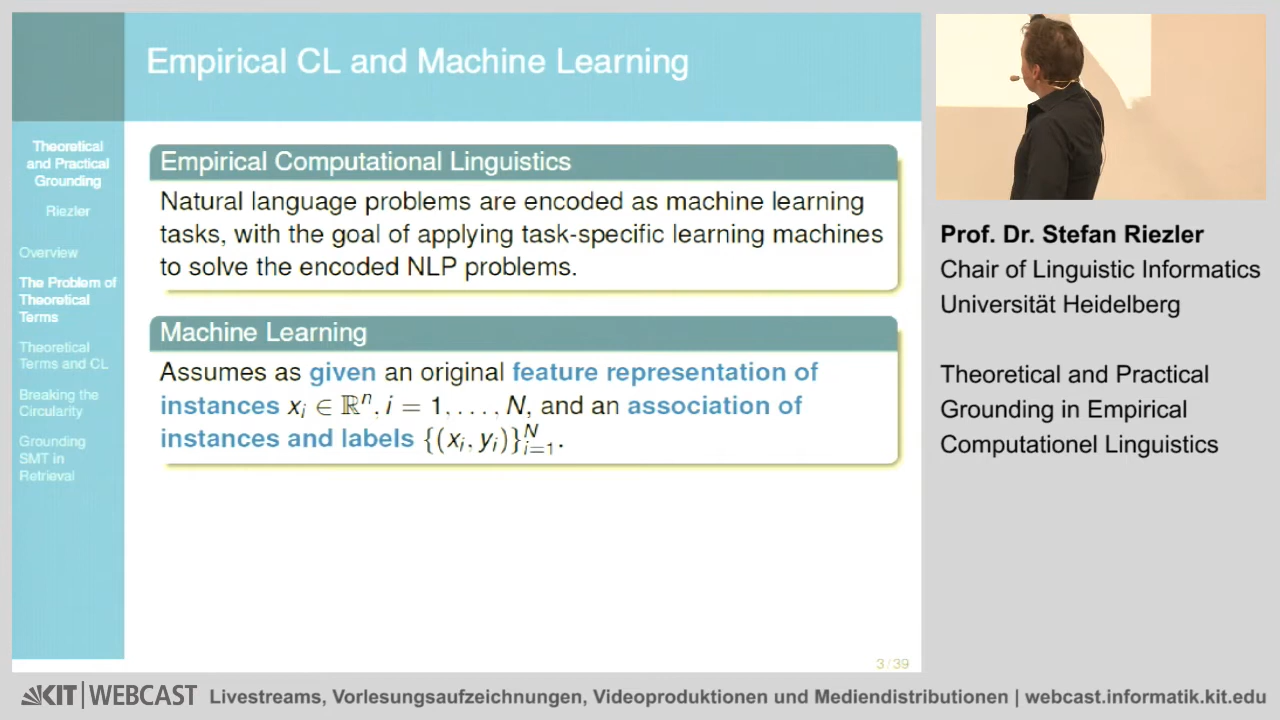 Empirical CL and Machine Learning
Theoretical
and Practical
Grounding
Riezler
Overview
The Problem of
Theoretical
Terms
Theoretical
Terms and CL
Breaking the
Circularity
Grounding
SMT in
Retrieval
Empirical Computational Linguistics
Natural language problems are encoded as machine learning
tasks, with the goal of applying task-specific learning machines
to solve the encoded NLP problems.
Machine Learning
Assumes as given an original feature representation of
instances xᵢ ∈ ℝⁿ, i = 1, . . . , N, and an association of
instances and labels {(xᵢ, yᵢ)}ᴺᵢ₌₁.
3 / 39
Prof. Dr. Stefan Riezler
Chair of Linguistic Informatics
Universität Heidelberg
Theoretical and Practical
Grounding in Empirical
Computationel Linguistics
KIT | WEBCAST Livestreams, Vorlesungsaufzeichnungen, Videoproduktionen und Mediendistributionen | webcast.informatik.kit.edu